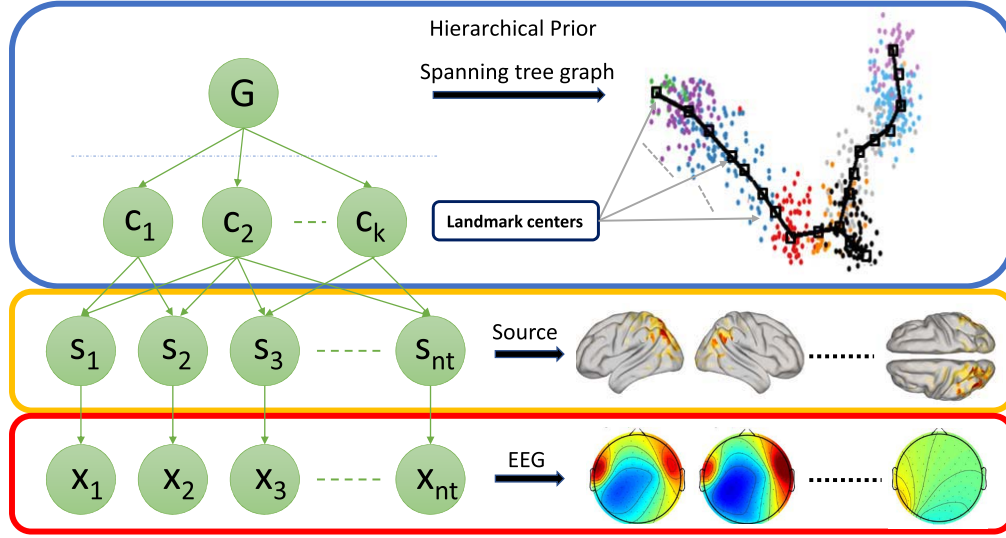 Hierarchical Prior
Spanning tree graph
G
c1 c2 ck
Landmark centers
s1 s2 s3 snt
Source
x1 x2 x3 xnt
EEG